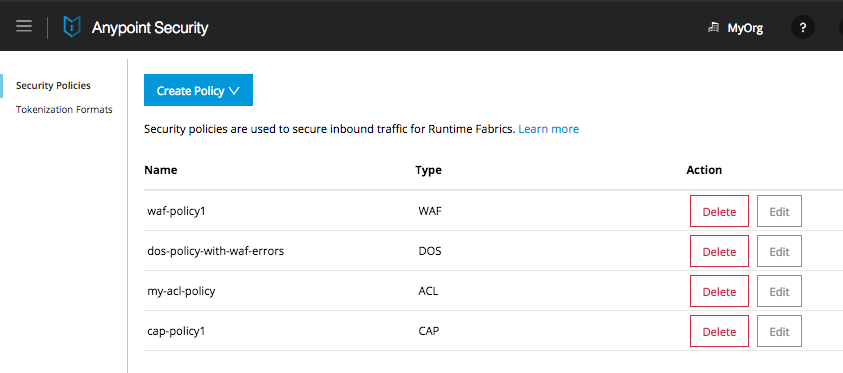 Anypoint Security
MyOrg
?
Security Policies
Tokenization Formats
Create Policy
Security policies are used to secure inbound traffic for Runtime Fabrics. Learn more
Name Type Action
waf-policy1 WAF Delete Edit
dos-policy-with-waf-errors DOS Delete Edit
my-acl-policy ACL Delete Edit
cap-policy1 CAP Delete Edit